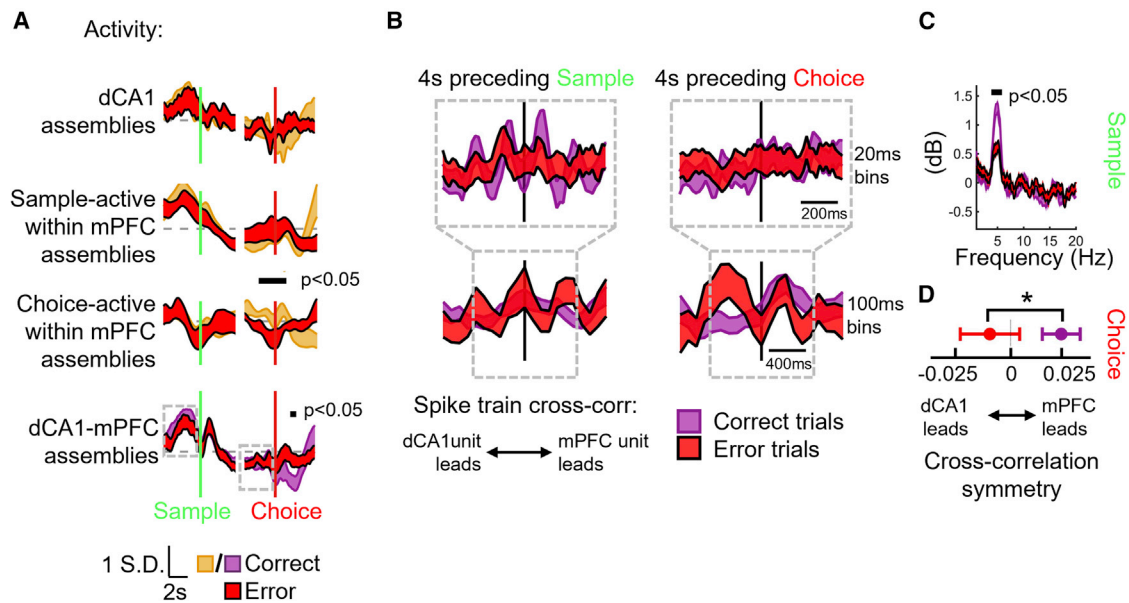 A
Activity:
dCA1
assemblies
Sample-active
within mPFC
assemblies
p<0.05
Choice-active
within mPFC
assemblies
dCA1-mPFC
assemblies
p<0.05
Sample
Choice
1 S.D.
2s
/
Correct
Error
B
4s preceding Sample
4s preceding Choice
20ms
bins
200ms
100ms
bins
400ms
Spike train cross-corr:
dCA1unit
leads
mPFC unit
leads
Correct trials
Error trials
C
p<0.05
1.5
1.0
0.5
0
-0.5
(dB)
5 10 15 20
Frequency (Hz)
Sample
D
*
-0.025 0 0.025
dCA1
leads
mPFC
leads
Cross-correlation
symmetry
Choice